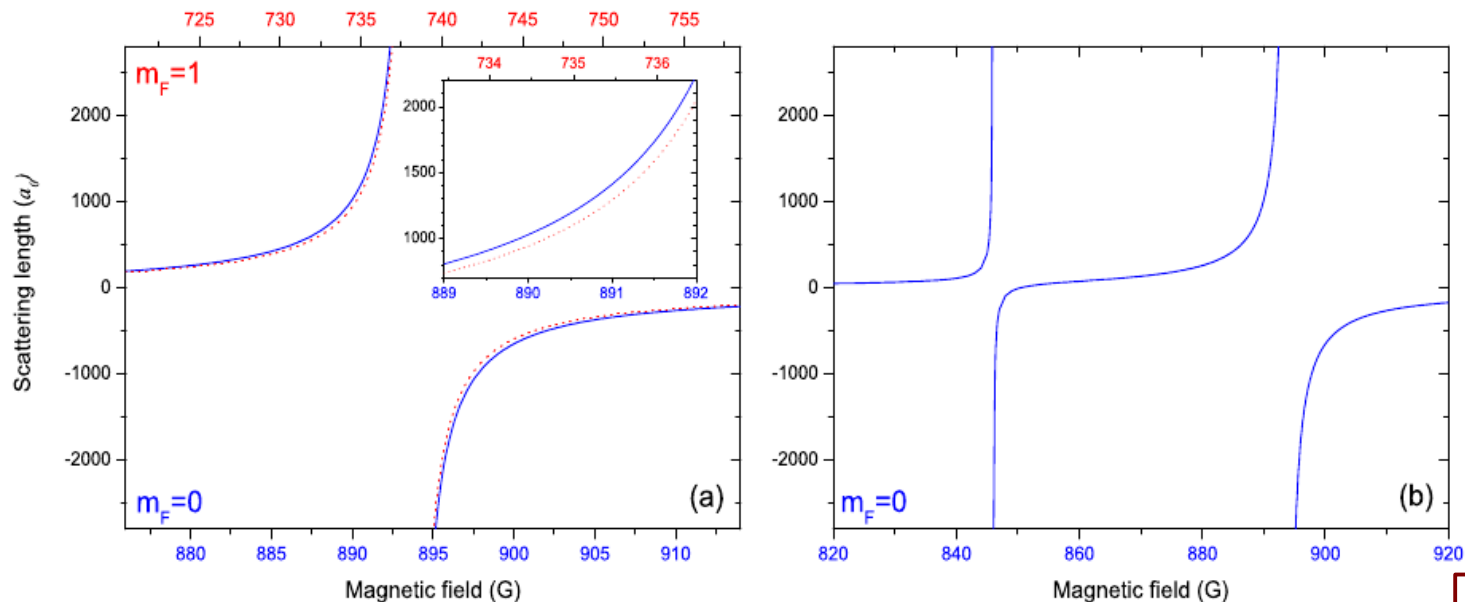 725 730 735 740 745 750 755
m_F=1
734 735 736
2000
1500
1000
889 890 891 892
2000
1000
0
-1000
-2000
Scattering length (a₀)
m_F=0
(a)
880 885 890 895 900 905 910
Magnetic field (G)
2000
1000
0
-1000
-2000
m_F=0
(b)
820 840 860 880 900 920
Magnetic field (G)